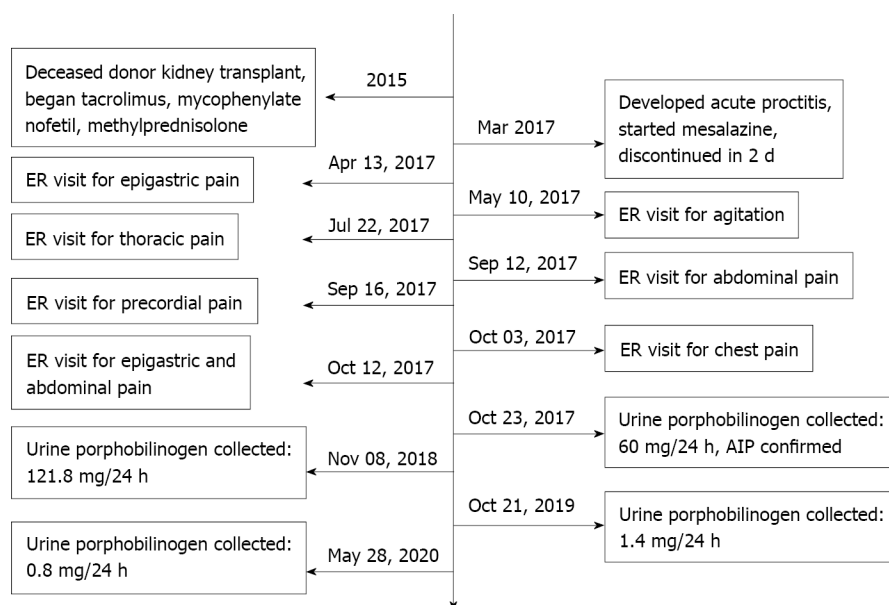 2015
Deceased donor kidney transplant,
began tacrolimus, mycophenylate
nofetil, methylprednisolone
Mar 2017
Developed acute proctitis,
started mesalazine,
discontinued in 2 d
Apr 13, 2017
ER visit for epigastric pain
May 10, 2017
ER visit for agitation
Jul 22, 2017
ER visit for thoracic pain
Sep 12, 2017
ER visit for abdominal pain
Sep 16, 2017
ER visit for precordial pain
Oct 03, 2017
ER visit for chest pain
Oct 12, 2017
ER visit for epigastric and
abdominal pain
Oct 23, 2017
Urine porphobilinogen collected:
60 mg/24 h, AIP confirmed
Nov 08, 2018
Urine porphobilinogen collected:
121.8 mg/24 h
Oct 21, 2019
Urine porphobilinogen collected:
1.4 mg/24 h
May 28, 2020
Urine porphobilinogen collected:
0.8 mg/24 h